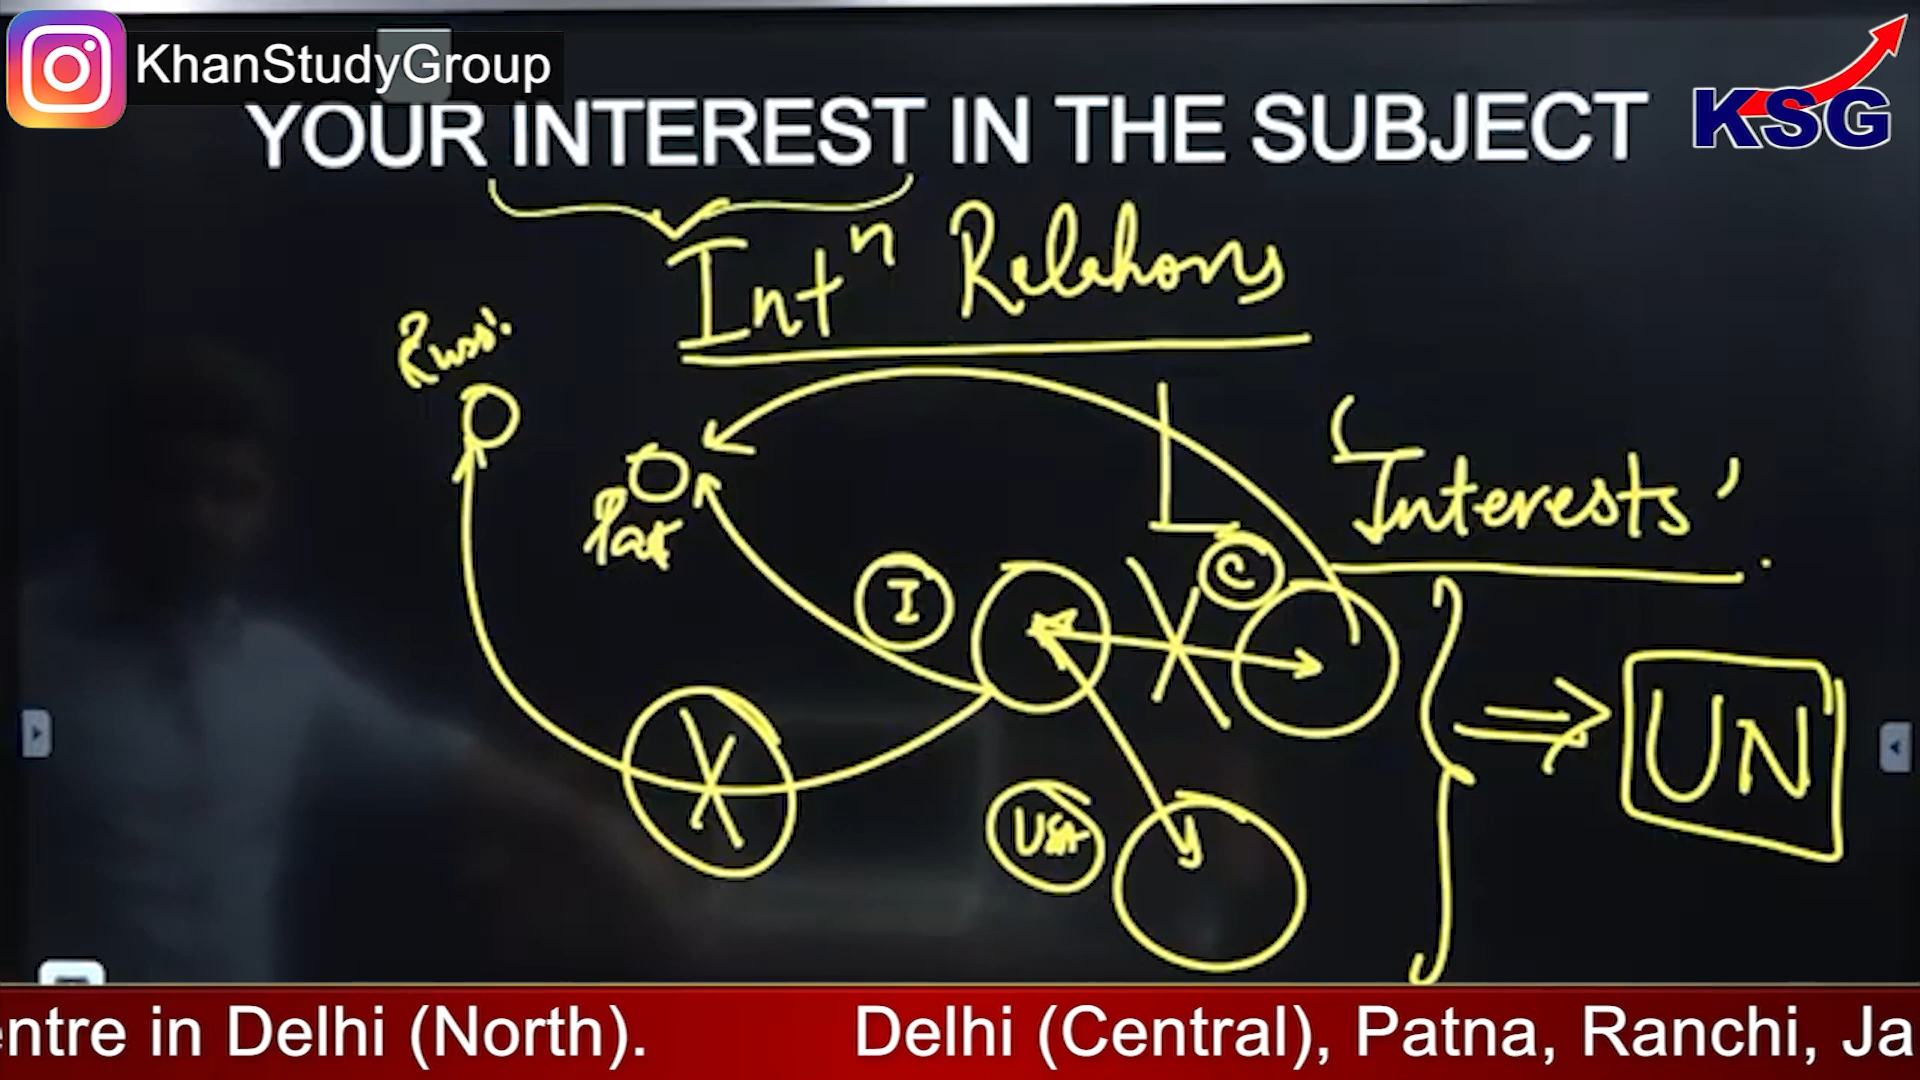 KhanStudyGroup
KSG
YOUR INTEREST IN THE SUBJECT
Intn Relations
Russ.
'Interests'
Pak
I
C
USA
UN
entre in Delhi (North).
Delhi (Central), Patna, Ranchi, Ja